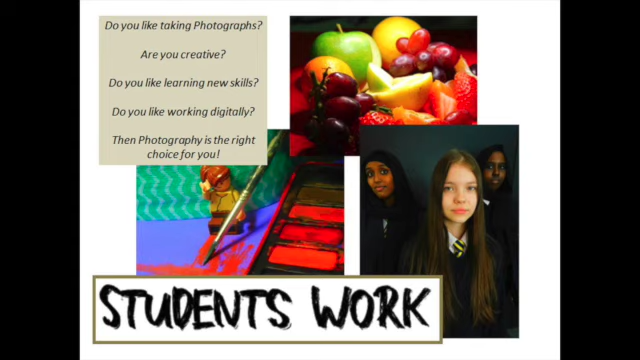 Do you like taking Photographs?
Are you creative?
Do you like learning new skills?
Do you like working digitally?
Then Photography is the right
choice for you!
STUDENTS WORK